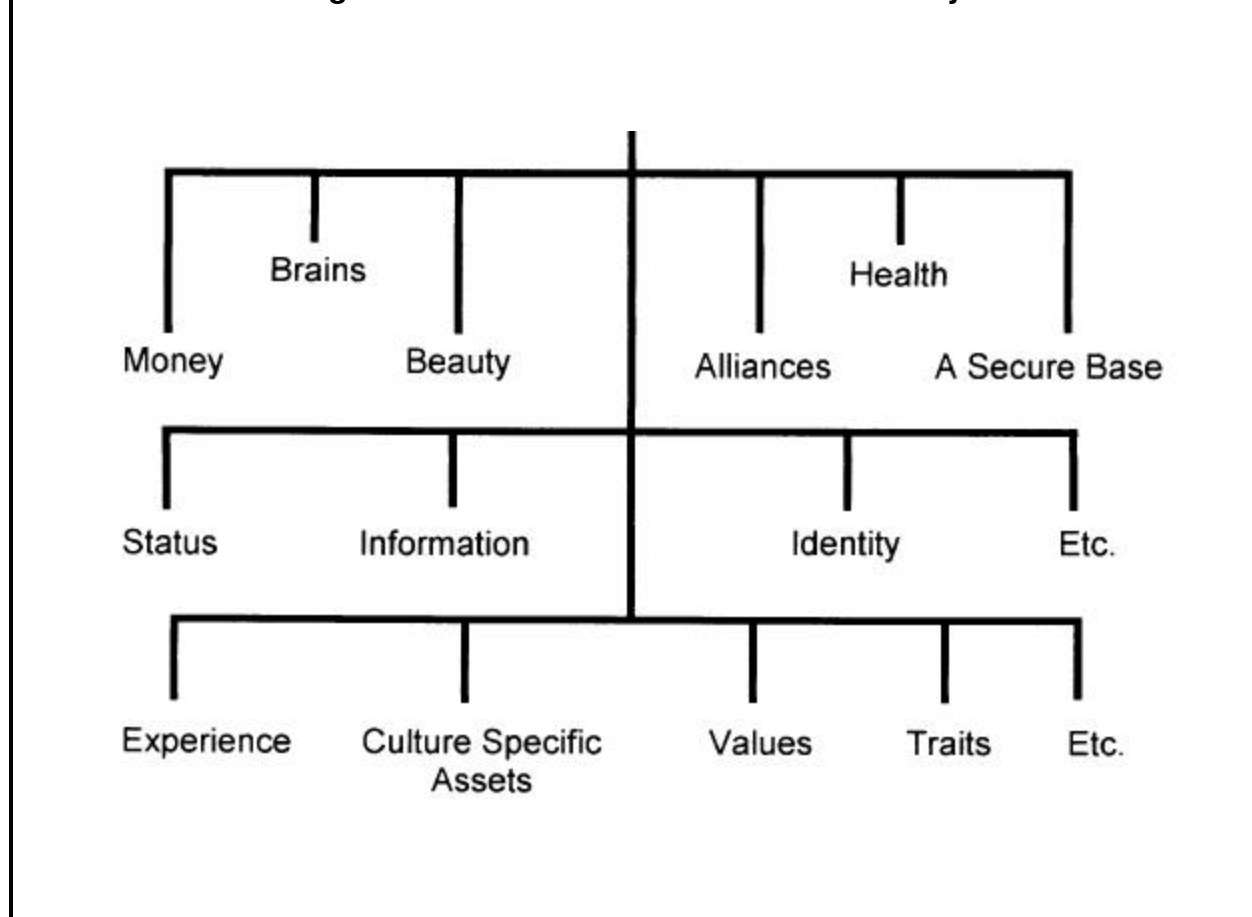 Brains
Health
Money
Beauty
Alliances
A Secure Base
Status
Information
Identity
Etc.
Experience
Culture Specific
Assets
Values
Traits
Etc.